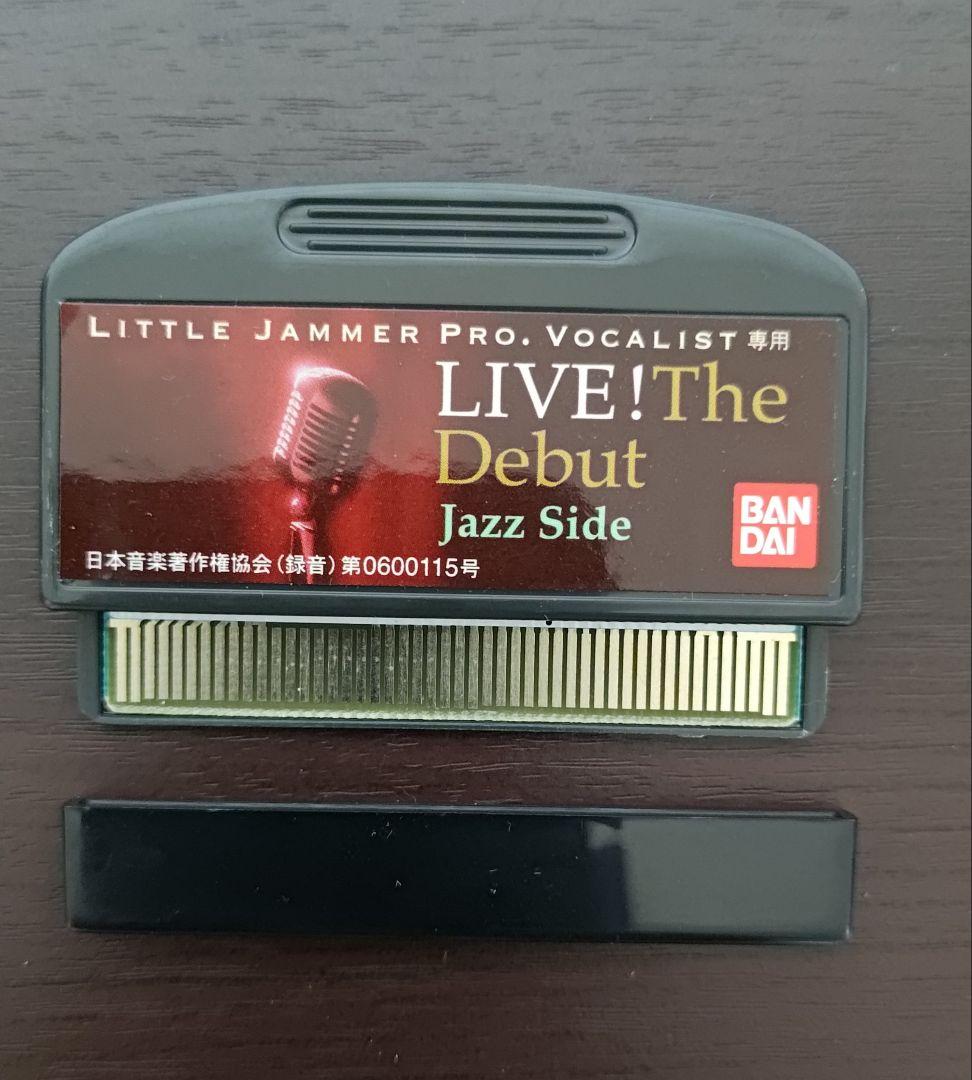 LITTLE JAMMER PRO. VOCALIST 専用
LIVE! The
Debut
Jazz Side
BAN
DAI
日本音楽著作権協会(録音)第0600115号